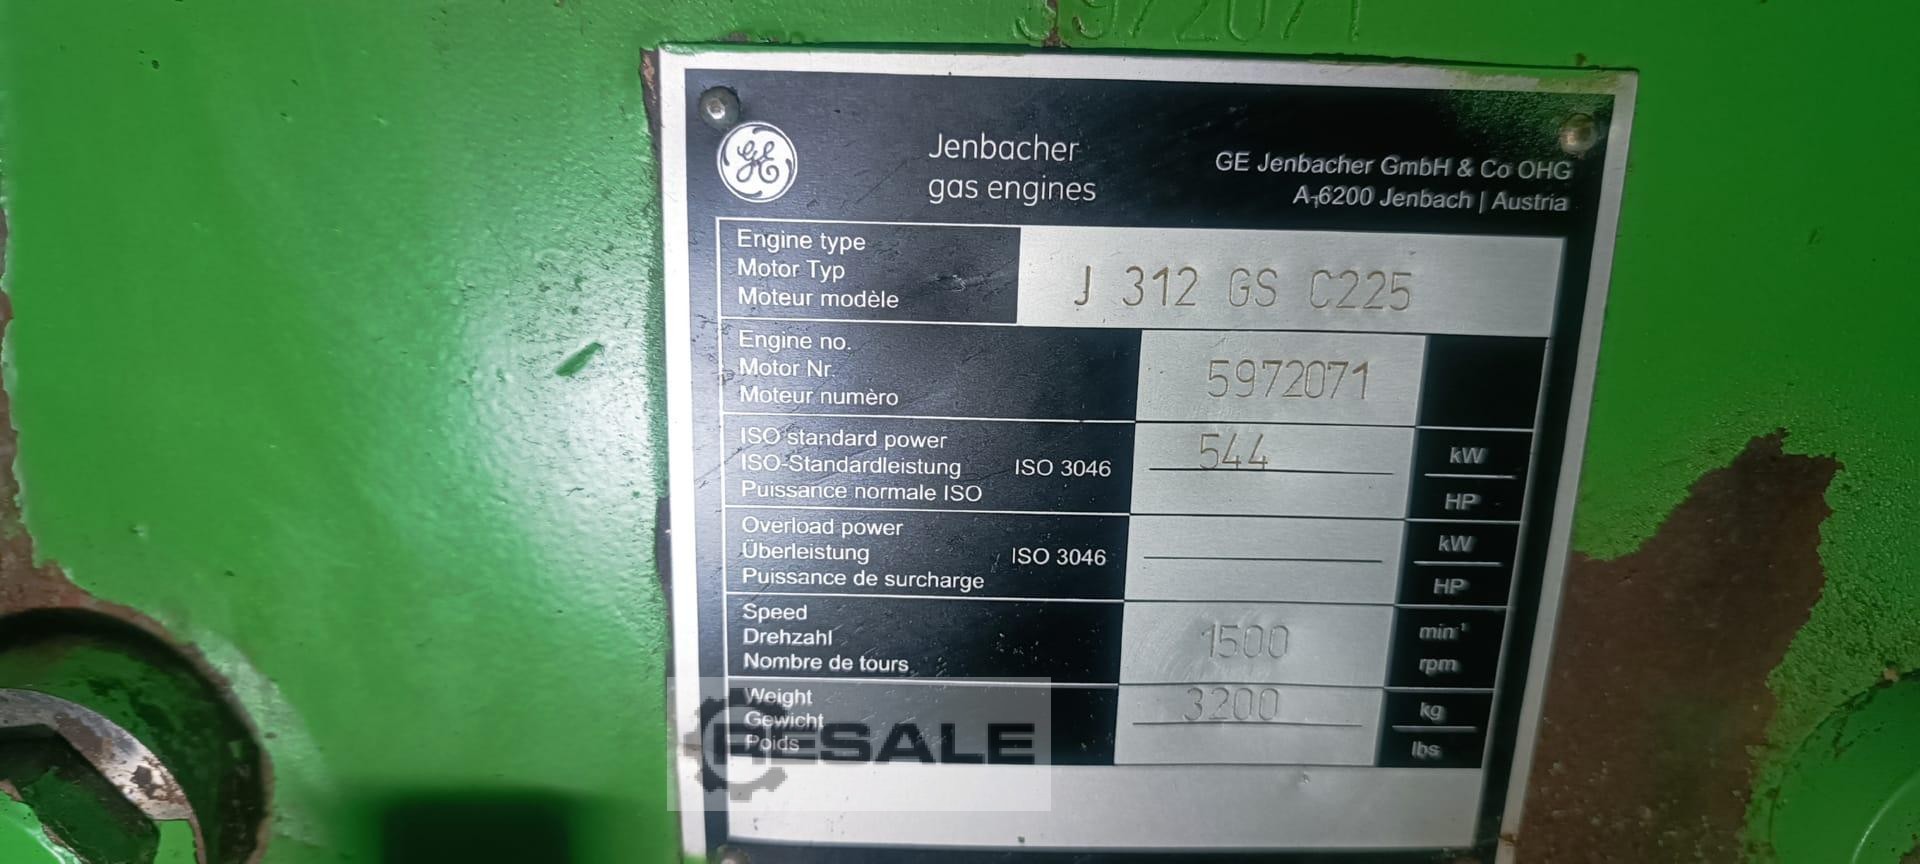 5972071
GE
Jenbacher
gas engines
GE Jenbacher GmbH & Co OHG
A-6200 Jenbach | Austria
Engine type
Motor Typ
Moteur modèle
J 312 GS C225
Engine no.
Motor Nr.
Moteur numèro
5972071
ISO standard power
ISO-Standardleistung ISO 3046
Puissance normale ISO
544
kW
HP
Overload power
Überleistung ISO 3046
Puissance de surcharge
kW
HP
Speed
Drehzahl
Nombre de tours
1500
min-¹
rpm
Weight
Gewicht
Poids
3200
kg
lbs
RESALE